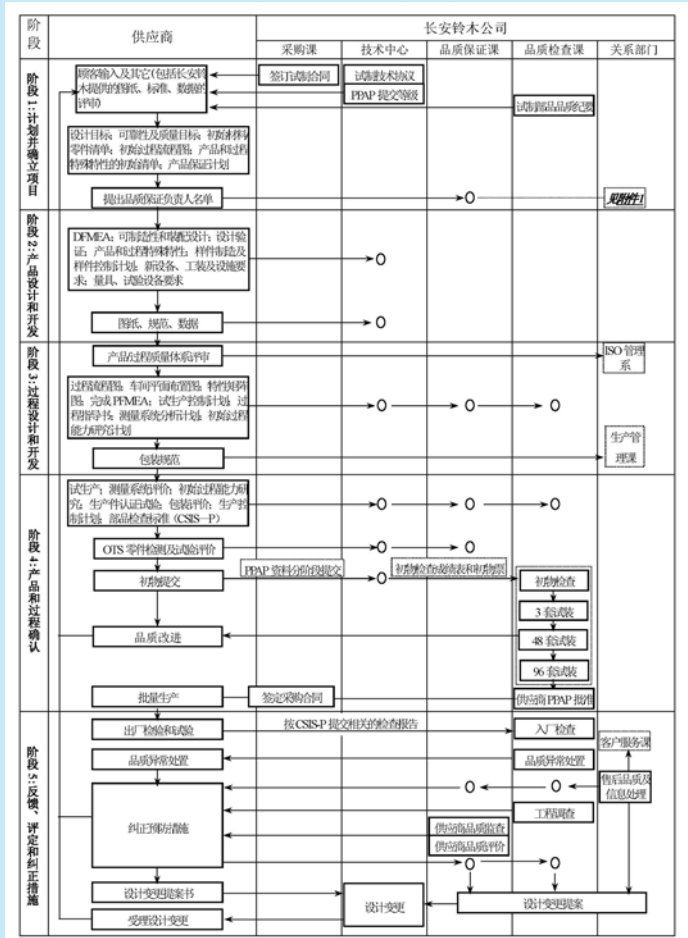 阶段
供应商
长安铃木公司
采购课
技术中心
品质保证课
品质检查课
关系部门
阶段1:计划并确立项目
顾客输入及其它(包括长安铃
木提供的图纸、标准、数据的
评审)
签订试制合同
试制技术协议
PPAP提交等级
试制部品品质纪要
设计目标；可靠性及质量目标；初始材料/
零件清单；初始过程流程图；产品和过程
特殊特性的初始清单；产品保证计划
提出品质保证负责人名单
见附件1
阶段2:产品设计和开发
DFMEA；可制造性和装配设计；设计验
证；产品和过程特殊特性；样件制造及
样件控制计划；新设备、工装及设施要
求；量具、试验设备要求
图纸、规范、数据
阶段3:过程设计和开发
产品/过程质量体系评审
ISO管理
系
过程流程图；车间平面布置图；特性矩阵
图；完成PFMEA；试生产控制计划；过
程指导书；测量系统分析计划；初始过程
能力研究计划
包装规范
生产管
理课
阶段4:产品和过程确认
试生产；测量系统评价；初始过程能力研
究；生产件认证试验；包装评价；生产控
制计划；部品检查标准（CSIS—P）
OTS零件检测及试验评价
初物提交
PPAP资料分阶段提交
初物检查成绩表和初物票
初物检查
3套试装
品质改进
48套试装
96套试装
批量生产
签定采购合同
供应商PPAP批准
阶段5:反馈、评定和纠正措施
出厂检验和试验
按CSIS-P提交相关的检查报告
入厂检查
客户服务课
品质异常处置
品质异常处置
售后品质及
信息处理
纠正/预防措施
工程调查
供应商品质监查
供应商品质评价
设计变更提案书
设计变更
设计变更提案
受理设计变更